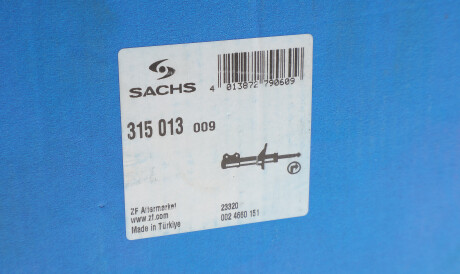 SACHS
4 013872 790609
315 013 009
ZF Aftermarket
www.zf.com
Made in Türkiye
23320
002 4660 151